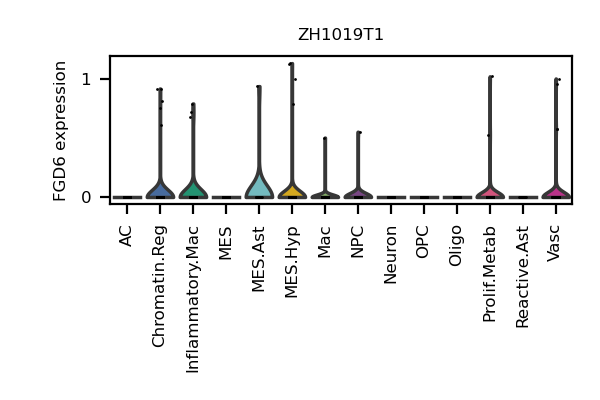 ZH1019T1
FGD6 expression
1
0
AC
Chromatin.Reg
Inflammatory.Mac
MES
MES.Ast
MES.Hyp
Mac
NPC
Neuron
OPC
Oligo
Prolif.Metab
Reactive.Ast
Vasc